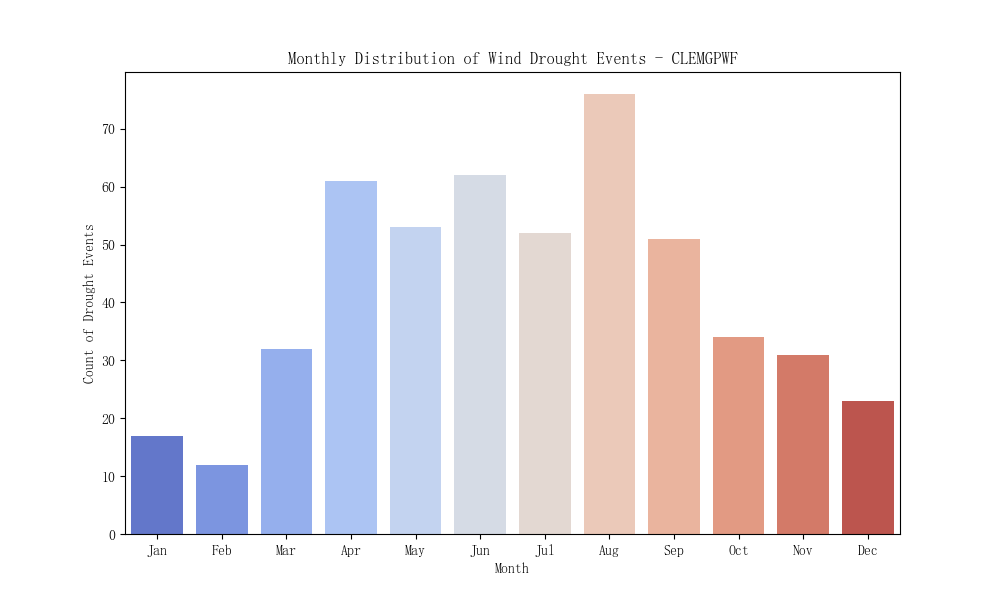 Monthly Distribution of Wind Drought Events - CLEMGPWF
Count of Drought Events
70
60
50
40
30
20
10
0
Jan Feb Mar Apr May Jun Jul Aug Sep Oct Nov Dec
Month